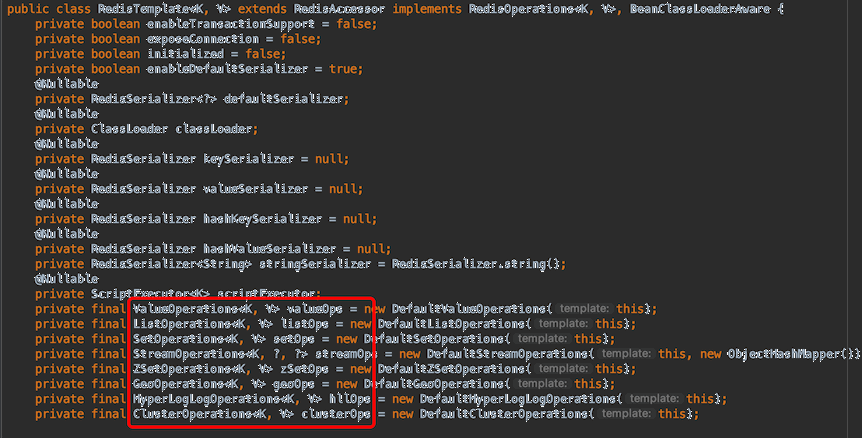 public class RedisTemplate<K, V> extends RedisAccessor implements RedisOperations<K, V>, BeanClassLoaderAware {
private boolean enableTransactionSupport = false;
private boolean exposeConnection = false;
private boolean initialized = false;
private boolean enableDefaultSerializer = true;
@Nullable
private RedisSerializer<?> defaultSerializer;
@Nullable
private ClassLoader classLoader;
@Nullable
private RedisSerializer keySerializer = null;
@Nullable
private RedisSerializer valueSerializer = null;
@Nullable
private RedisSerializer hashKeySerializer = null;
@Nullable
private RedisSerializer hashValueSerializer = null;
private RedisSerializer<String> stringSerializer = RedisSerializer.string();
@Nullable
private ScriptExecutor<K> scriptExecutor;
private final ValueOperations<K, V> valueOps = new DefaultValueOperations( template: this);
private final ListOperations<K, V> listOps = new DefaultListOperations( template: this);
private final SetOperations<K, V> setOps = new DefaultSetOperations( template: this);
private final StreamOperations<K, ?, ?> streamOps = new DefaultStreamOperations( template: this, new ObjectHashMapper())
private final ZSetOperations<K, V> zSetOps = new DefaultZSetOperations( template: this);
private final GeoOperations<K, V> geoOps = new DefaultGeoOperations( template: this);
private final HyperLogLogOperations<K, V> hllOps = new DefaultHyperLogLogOperations( template: this);
private final ClusterOperations<K, V> clusterOps = new DefaultClusterOperations( template: this);